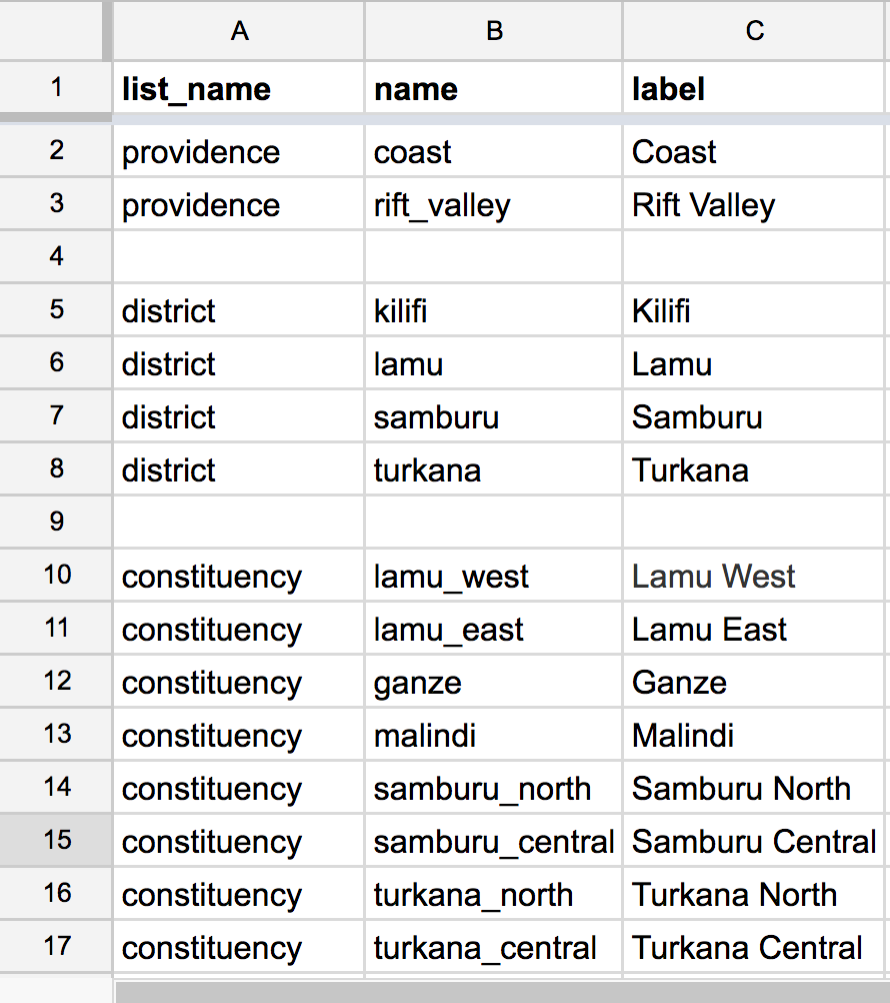 A B C
1 list_name name label
2 providence coast Coast
3 providence rift_valley Rift Valley
4
5 district kilifi Kilifi
6 district lamu Lamu
7 district samburu Samburu
8 district turkana Turkana
9
10 constituency lamu_west Lamu West
11 constituency lamu_east Lamu East
12 constituency ganze Ganze
13 constituency malindi Malindi
14 constituency samburu_north Samburu North
15 constituency samburu_central Samburu Central
16 constituency turkana_north Turkana North
17 constituency turkana_central Turkana Central